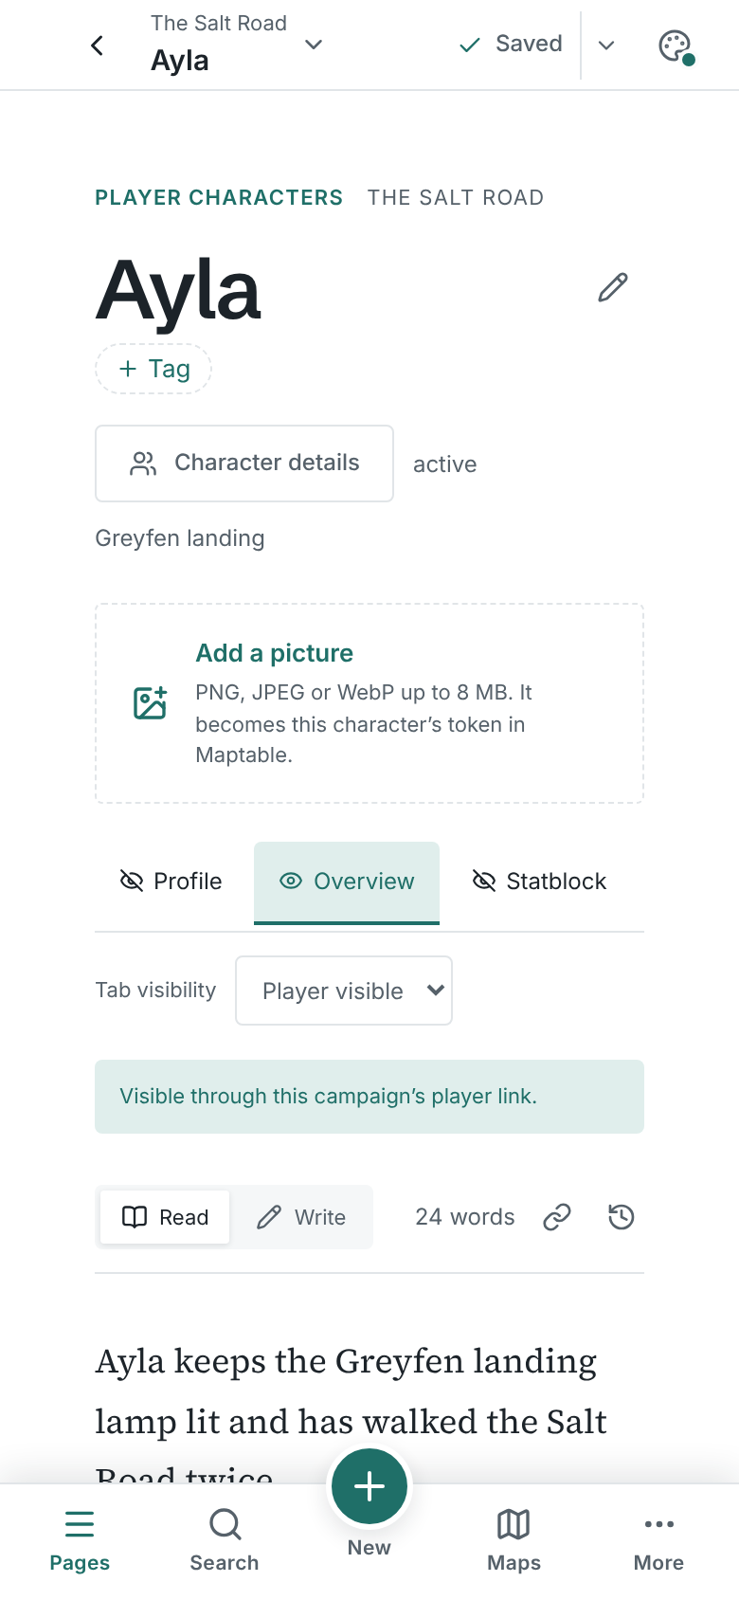 The Salt Road
Ayla
Saved
PLAYER CHARACTERS THE SALT ROAD
Ayla
+ Tag
Character details active
Greyfen landing
Add a picture
PNG, JPEG or WebP up to 8 MB. It
becomes this character’s token in
Maptable.
Profile Overview Statblock
Tab visibility Player visible
Visible through this campaign’s player link.
Read Write 24 words
Ayla keeps the Greyfen landing
lamp lit and has walked the Salt
Road twice
Pages Search New Maps More